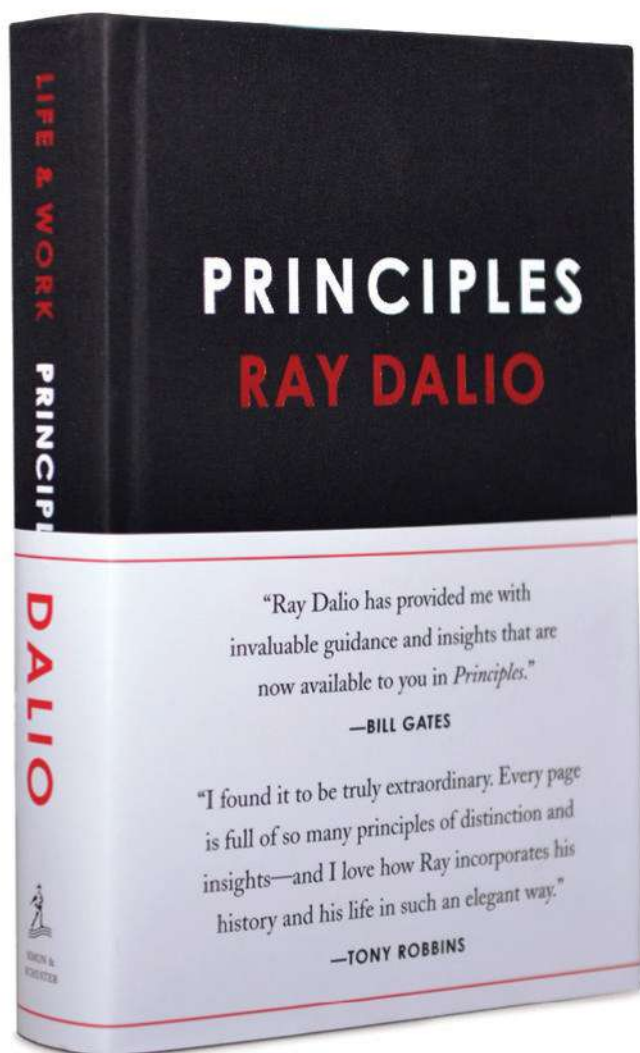 LIFE & WORK PRINCIPL
DALIO
SIMON &
SCHUSTER
PRINCIPLES
RAY DALIO
“Ray Dalio has provided me with
invaluable guidance and insights that are
now available to you in Principles.”
—BILL GATES
“I found it to be truly extraordinary. Every page
is full of so many principles of distinction and
insights—and I love how Ray incorporates his
history and his life in such an elegant way.”
—TONY ROBBINS